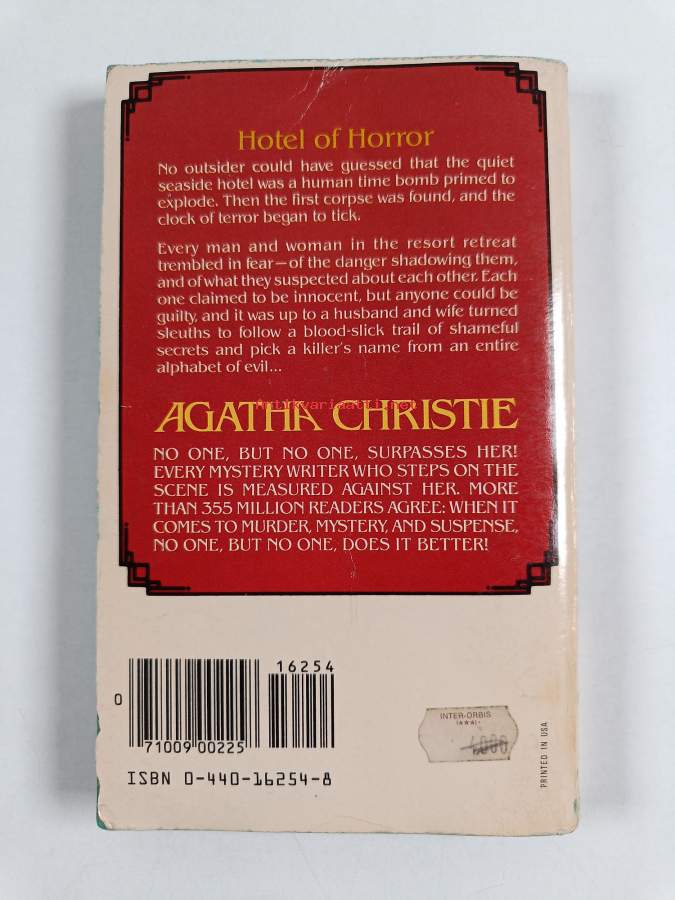 Hotel of Horror
No outsider could have guessed that the quiet
seaside hotel was a human time bomb primed to
explode. Then the first corpse was found, and the
clock of terror began to tick.
Every man and woman in the resort retreat
trembled in fear—of the danger shadowing them,
and of what they suspected about each other. Each
one claimed to be innocent, but anyone could be
guilty, and it was up to a husband and wife turned
sleuths to follow a blood-slick trail of shameful
secrets and pick a killer's name from an entire
alphabet of evil...
Antikvariaatti.net
AGATHA CHRISTIE
NO ONE, BUT NO ONE, SURPASSES HER!
EVERY MYSTERY WRITER WHO STEPS ON THE
SCENE IS MEASURED AGAINST HER. MORE
THAN 355 MILLION READERS AGREE: WHEN IT
COMES TO MURDER, MYSTERY, AND SUSPENSE,
NO ONE, BUT NO ONE, DOES IT BETTER!
16254
0
71009 00225
ISBN 0-440-16254-8
INTER-ORBIS
4000
PRINTED IN USA